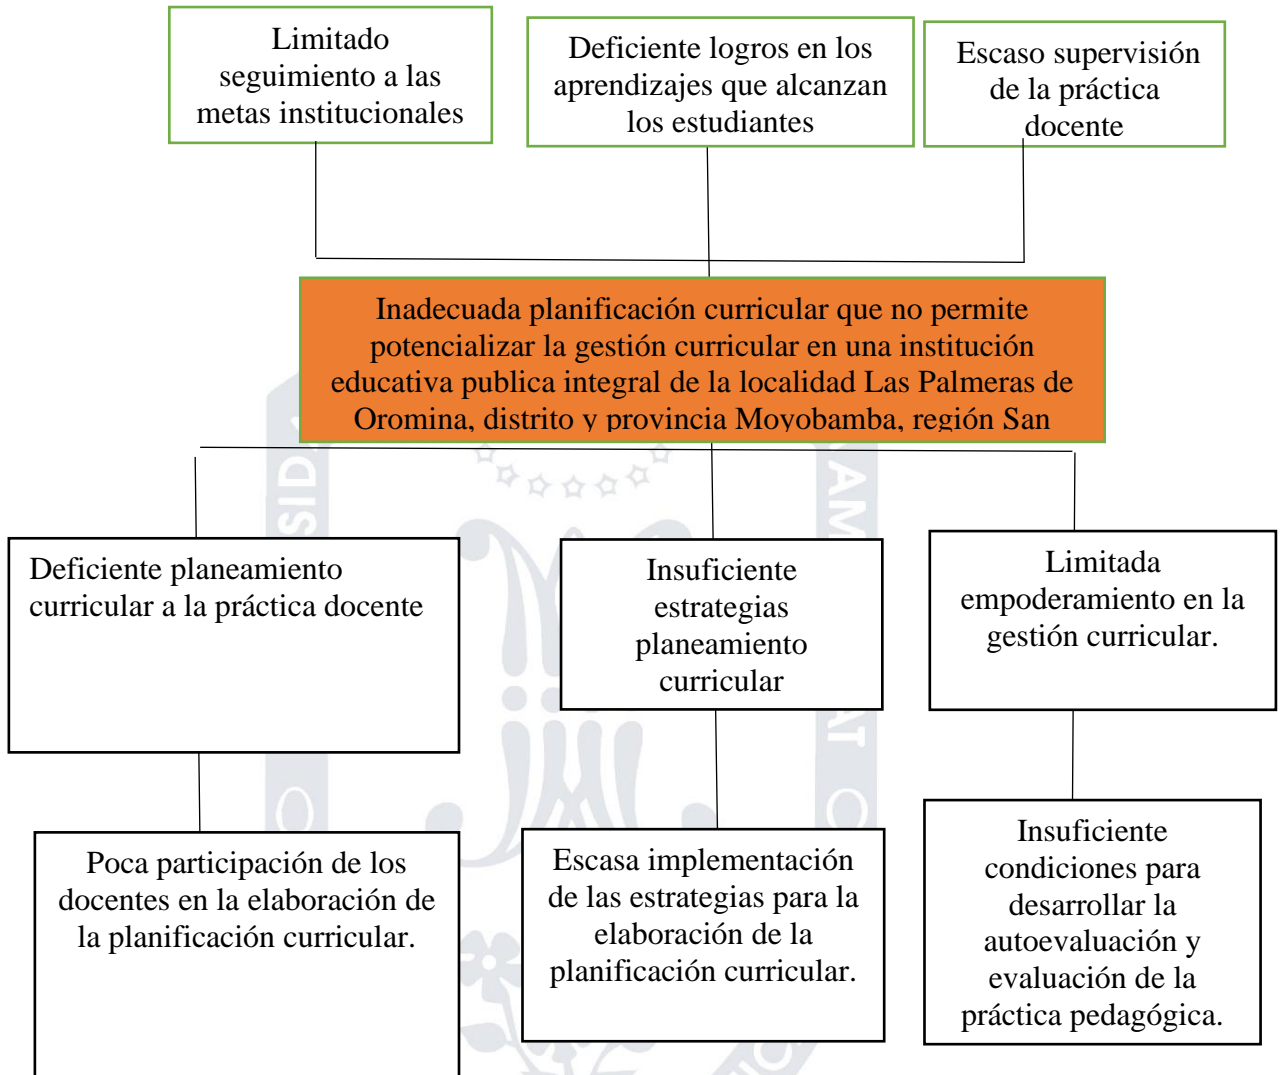 Limitado
seguimiento a las
metas institucionales
Deficiente logros en los
aprendizajes que alcanzan
los estudiantes
Escaso supervisión
de la práctica
docente
Inadecuada planificación curricular que no permite
potencializar la gestión curricular en una institución
educativa publica integral de la localidad Las Palmeras de
Oromina, distrito y provincia Moyobamba, región San
Deficiente planeamiento
curricular a la práctica docente
Insuficiente
estrategias
planeamiento
curricular
Limitada
empoderamiento en la
gestión curricular.
Poca participación de los
docentes en la elaboración de
la planificación curricular.
Escasa implementación
de las estrategias para la
elaboración de la
planificación curricular.
Insuficiente
condiciones para
desarrollar la
autoevaluación y
evaluación de la
práctica pedagógica.